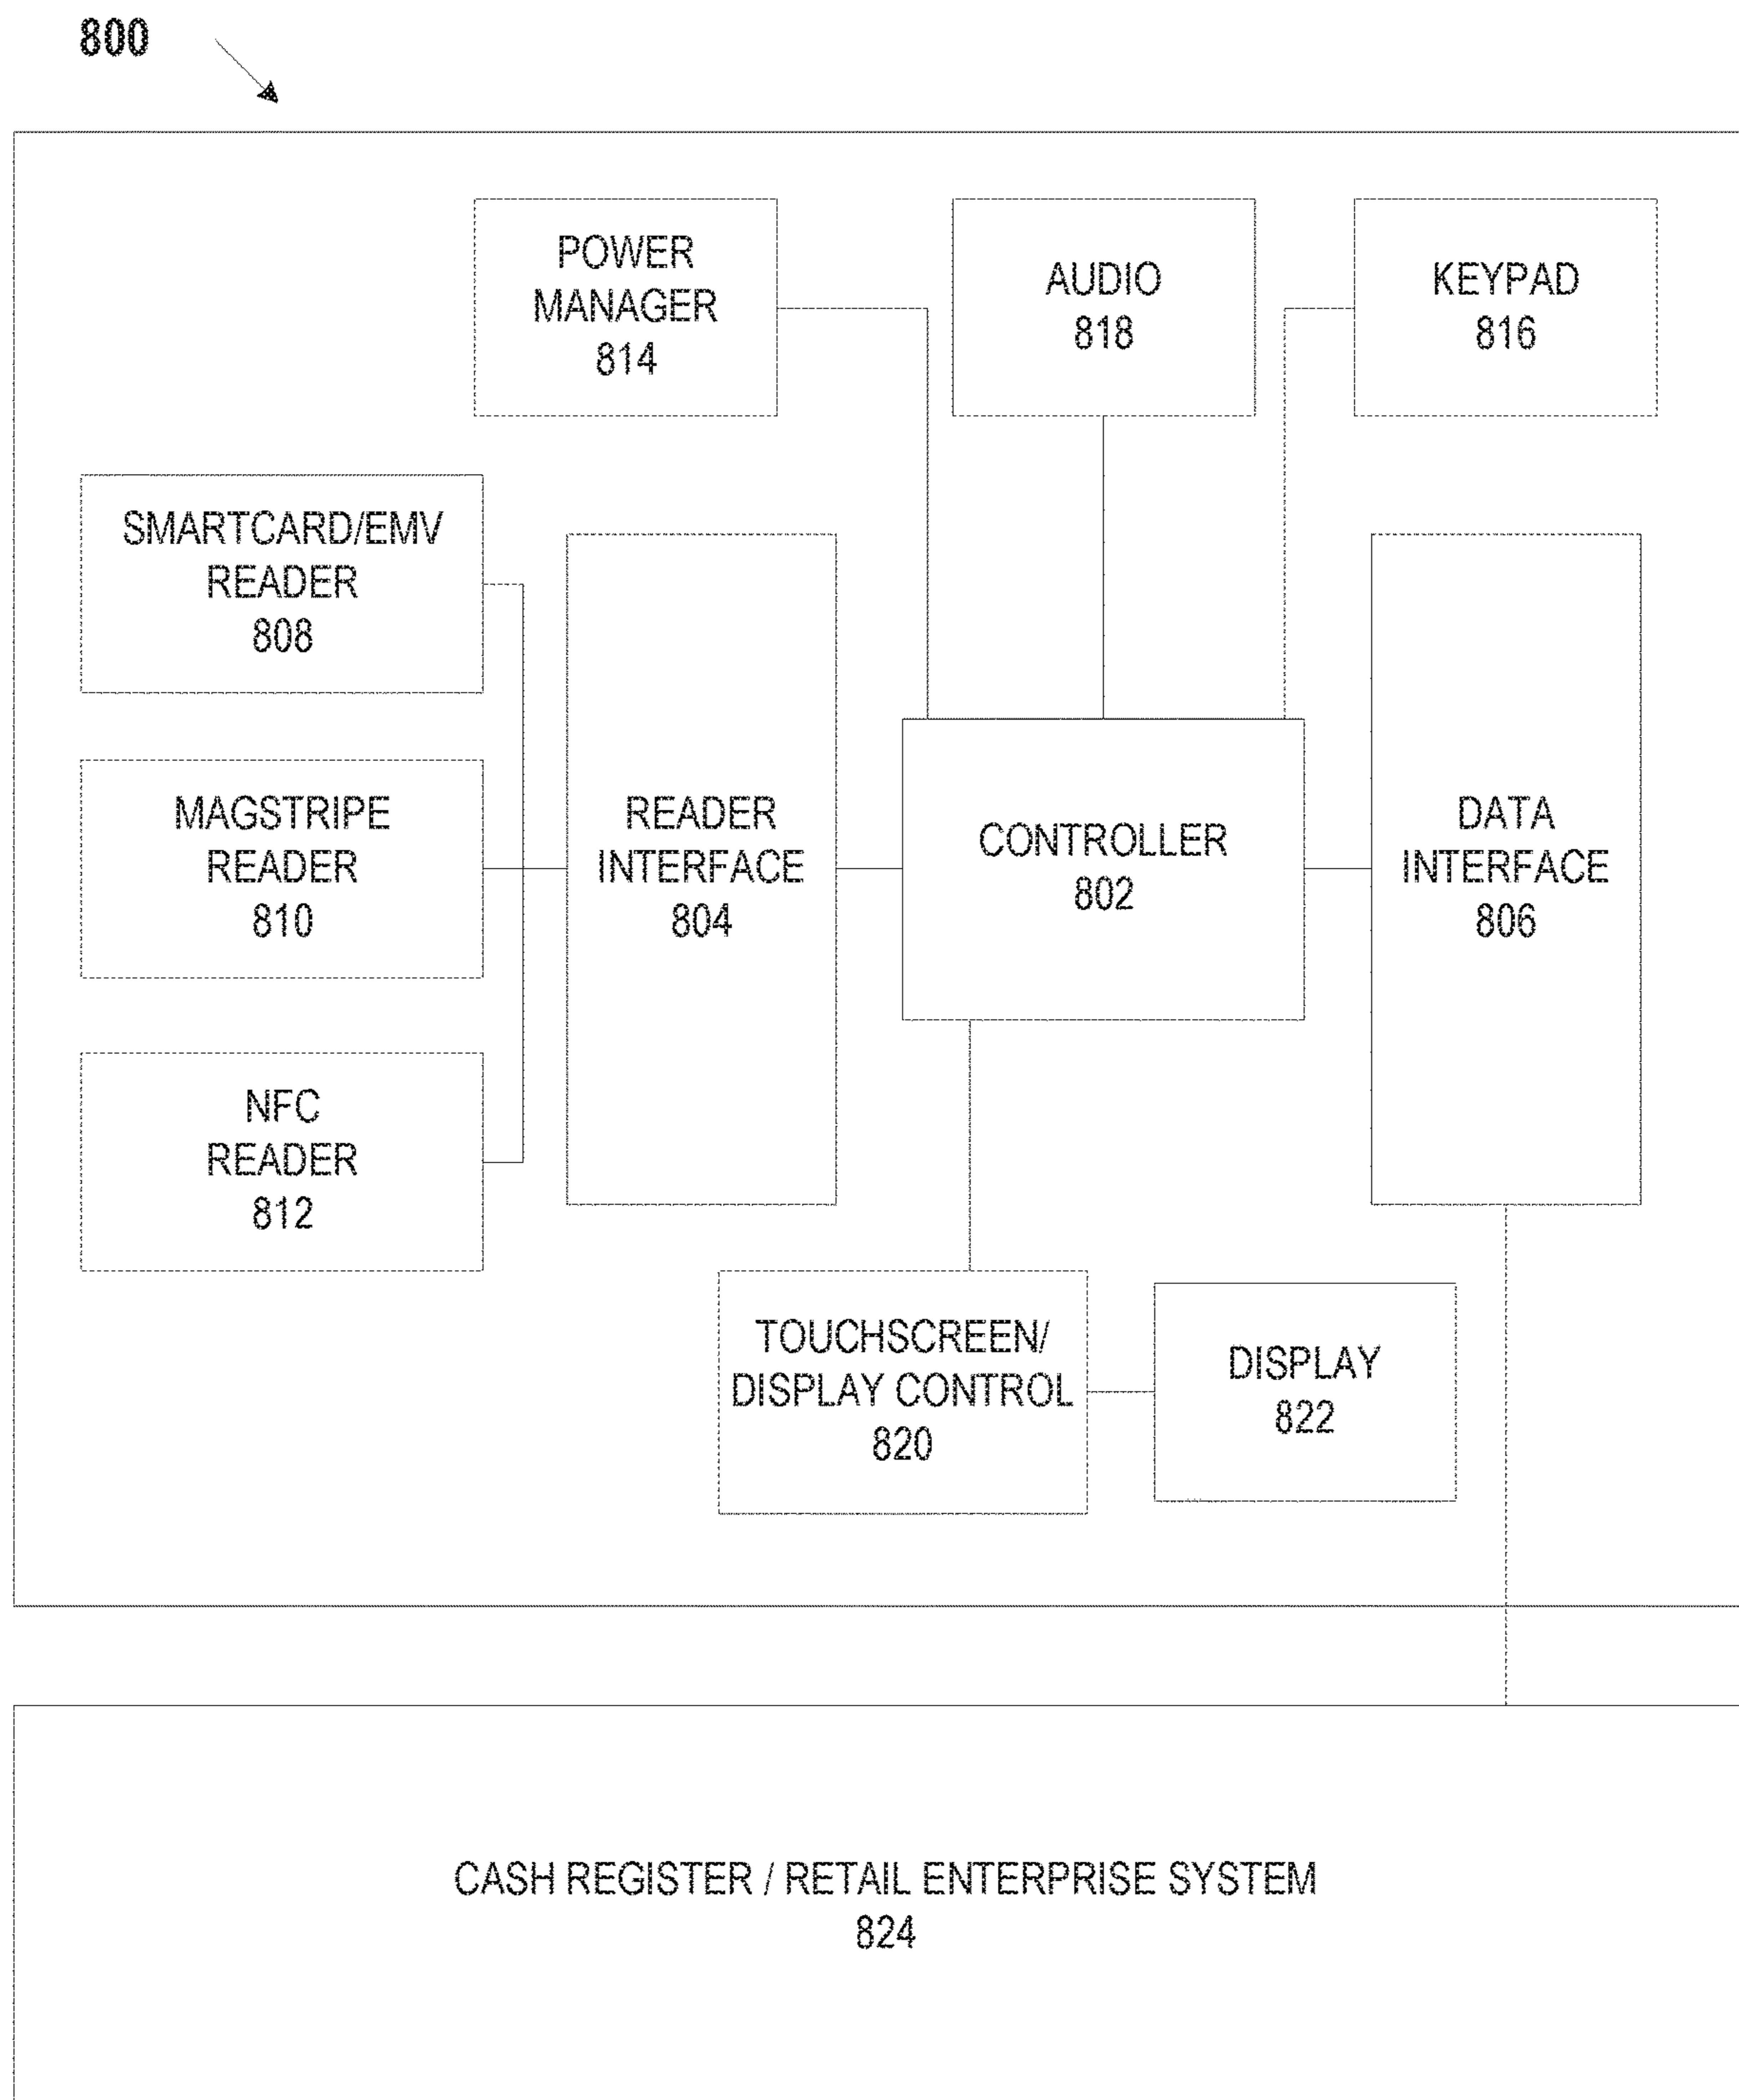 800
POWER
MANAGER
814
AUDIO
818
KEYPAD
816
SMARTCARD/EMV
READER
808
MAGSTRIPE
READER
810
NFC
READER
812
READER
INTERFACE
804
CONTROLLER
802
DATA
INTERFACE
806
TOUCHSCREEN/
DISPLAY CONTROL
820
DISPLAY
822
CASH REGISTER / RETAIL ENTERPRISE SYSTEM
824